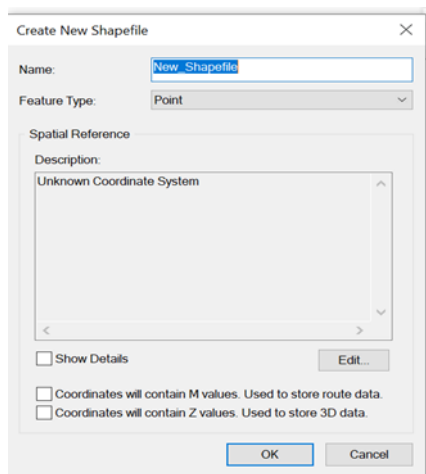 Create New Shapefile
Name: New_Shapefile
Feature Type: Point
Spatial Reference
Description:
Unknown Coordinate System
Show Details
Edit...
Coordinates will contain M values. Used to store route data.
Coordinates will contain Z values. Used to store 3D data.
OK Cancel